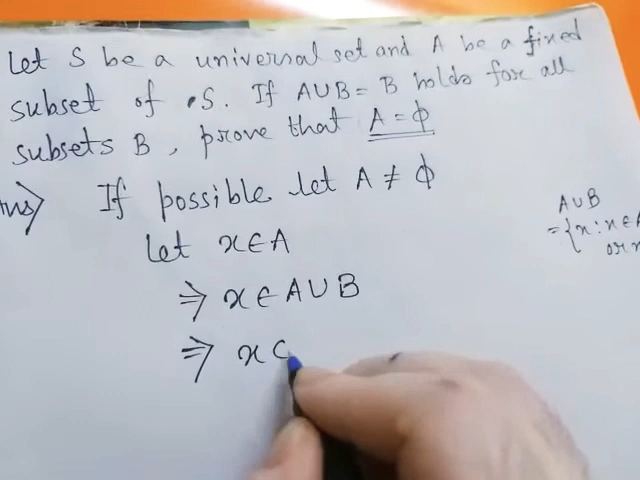 Let S be a universal set and A be a fixed
subset of S. If A∪B = B holds for all
subsets B, prove that A = ϕ
If possible let A ≠ ϕ
Let x∈A
⇒ x∈A∪B
⇒ x
A∪B
= {x : x∈A
or